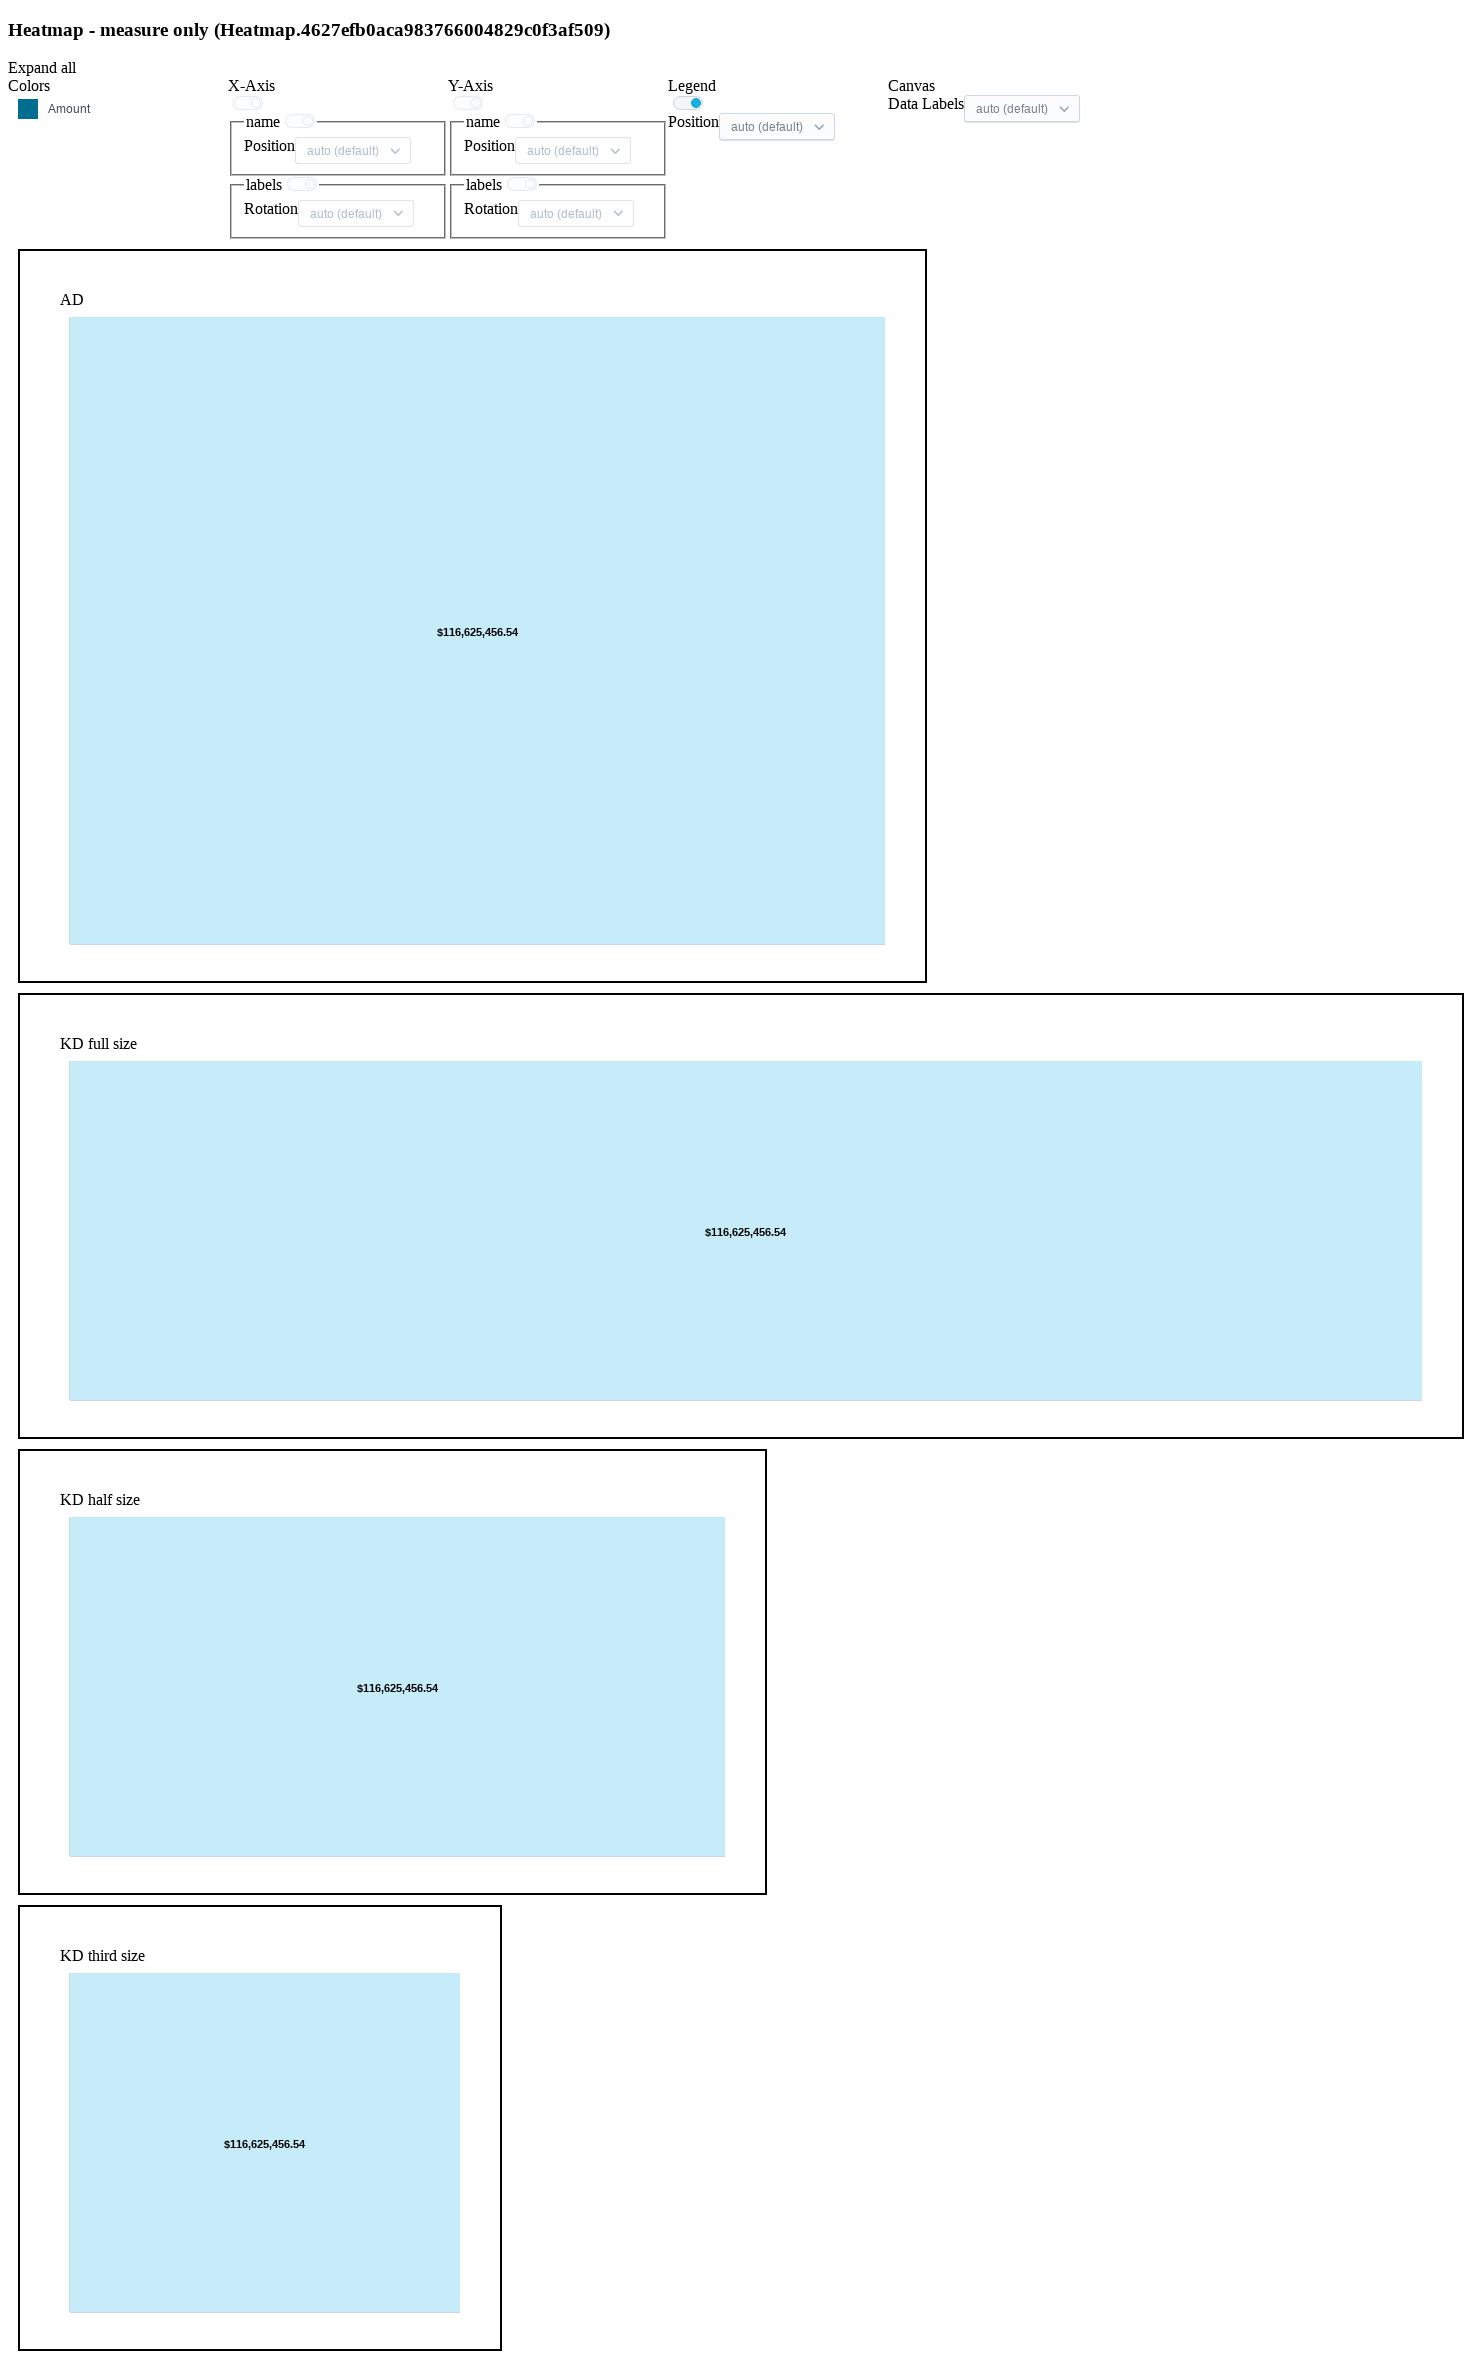 Heatmap - measure only (Heatmap.4627efb0aca983766004829c0f3af509)
Expand all
Colors
Amount
X-Axis
name
Position auto (default)
labels
Rotation auto (default)
Y-Axis
name
Position auto (default)
labels
Rotation auto (default)
Legend
Position auto (default)
Canvas
Data Labels auto (default)
AD
$116,625,456.54
KD full size
$116,625,456.54
KD half size
$116,625,456.54
KD third size
$116,625,456.54